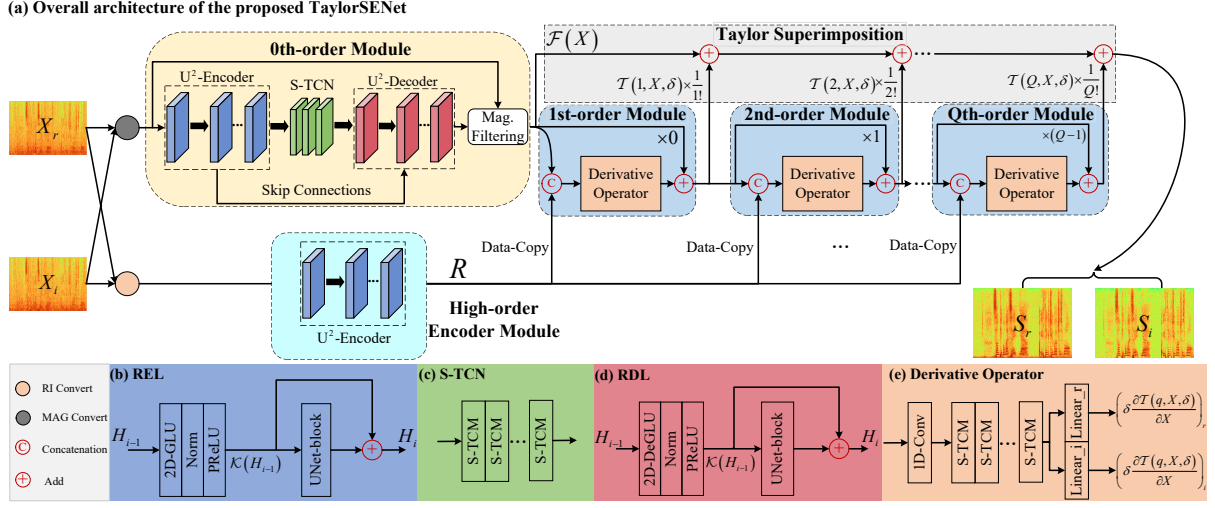 (a) Overall architecture of the proposed TaylorSENet
0th-order Module
Taylor Superimposition
U²-Encoder
S-TCN
U²-Decoder
Mag.
Filtering
Skip Connections
X_r
X_i
F(X)
T(1, X, δ) × 1/1!
T(2, X, δ) × 1/2!
...
T(Q, X, δ) × 1/Q!
1st-order Module
×0
C
Derivative
Operator
2nd-order Module
×1
C
Derivative
Operator
...
Qth-order Module
×(Q−1)
C
Derivative
Operator
Data-Copy
Data-Copy
...
Data-Copy
R
High-order
Encoder Module
U²-Encoder
S_r
S_i
RI Convert
MAG Convert
C Concatenation
Add
(b) REL
H_{i−1}
2D-GLU
Norm
PReLU
K(H_{i−1})
UNet-block
H_i
(c) S-TCN
S-TCM
S-TCM
...
S-TCM
(d) RDL
H_{i−1}
2D-DeGLU
Norm
PReLU
K(H_{i−1})
UNet-block
H_i
(e) Derivative Operator
1D-Conv
S-TCM
S-TCM
...
S-TCM
Linear_r
Linear_i
(δ ∂T(q, X, δ)/∂X)_r
(δ ∂T(q, X, δ)/∂X)_i